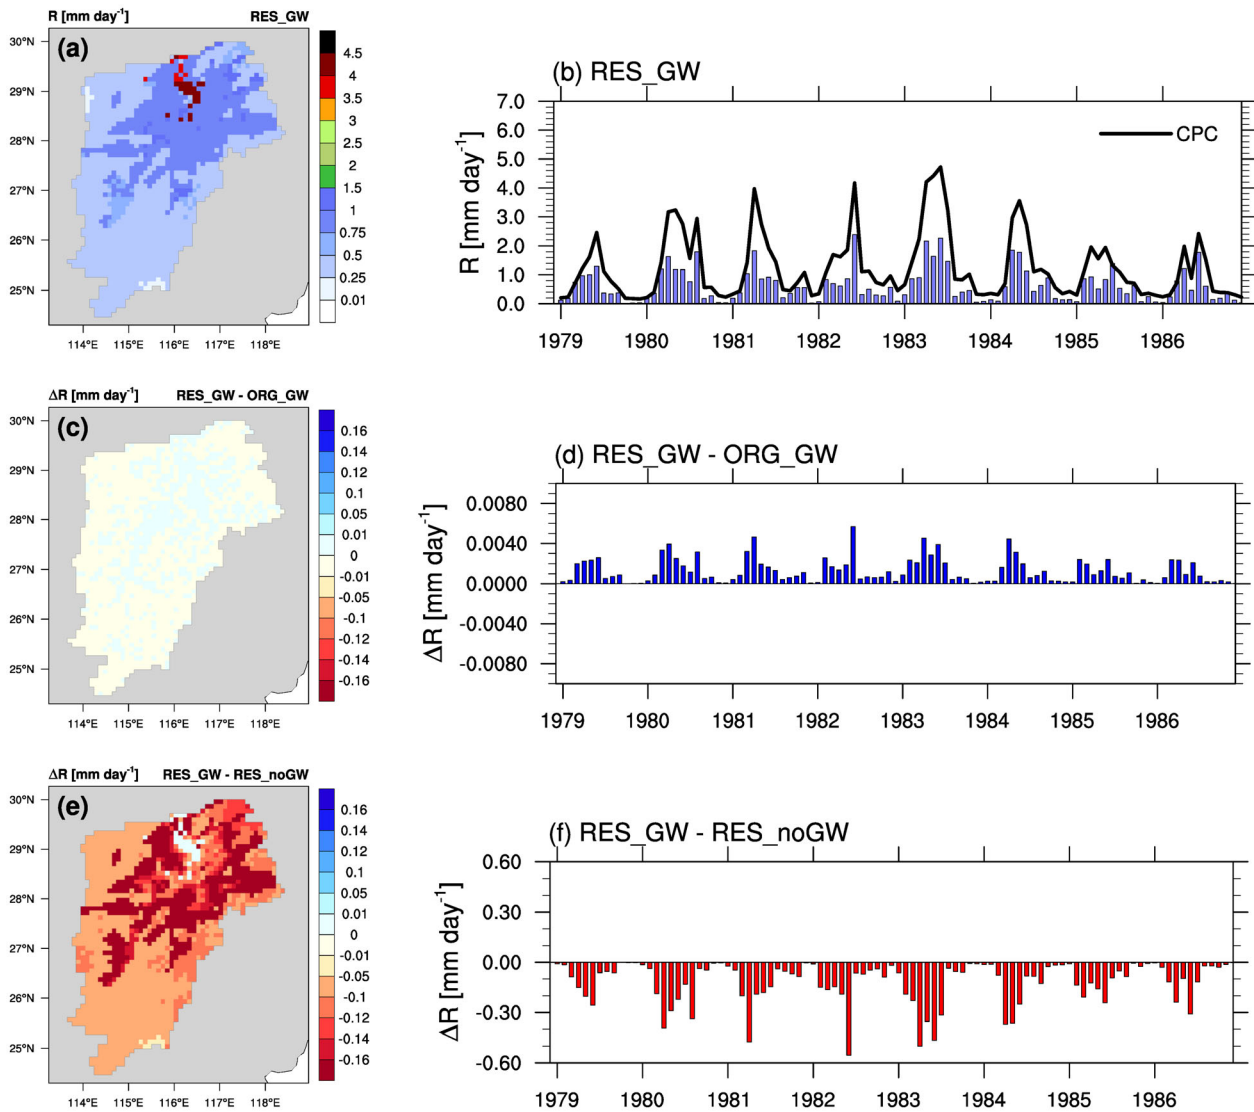 R [mm day⁻¹] RES_GW
(a)
30°N
29°N
28°N
27°N
26°N
25°N
114°E 115°E 116°E 117°E 118°E
4.5
4
3.5
3
2.5
2
1.5
1
0.75
0.5
0.25
0.01
(b) RES_GW
R [mm day⁻¹]
7.0
6.0
5.0
4.0
3.0
2.0
1.0
0.0
CPC
1979 1980 1981 1982 1983 1984 1985 1986
ΔR [mm day⁻¹] RES_GW - ORG_GW
(c)
30°N
29°N
28°N
27°N
26°N
25°N
114°E 115°E 116°E 117°E 118°E
0.16
0.14
0.12
0.1
0.05
0.01
0
-0.01
-0.05
-0.1
-0.12
-0.14
-0.16
(d) RES_GW - ORG_GW
ΔR [mm day⁻¹]
0.0080
0.0040
0.0000
-0.0040
-0.0080
1979 1980 1981 1982 1983 1984 1985 1986
ΔR [mm day⁻¹] RES_GW - RES_noGW
(e)
30°N
29°N
28°N
27°N
26°N
25°N
114°E 115°E 116°E 117°E 118°E
0.16
0.14
0.12
0.1
0.05
0.01
0
-0.01
-0.05
-0.1
-0.12
-0.14
-0.16
(f) RES_GW - RES_noGW
ΔR [mm day⁻¹]
0.60
0.30
0.00
-0.30
-0.60
1979 1980 1981 1982 1983 1984 1985 1986